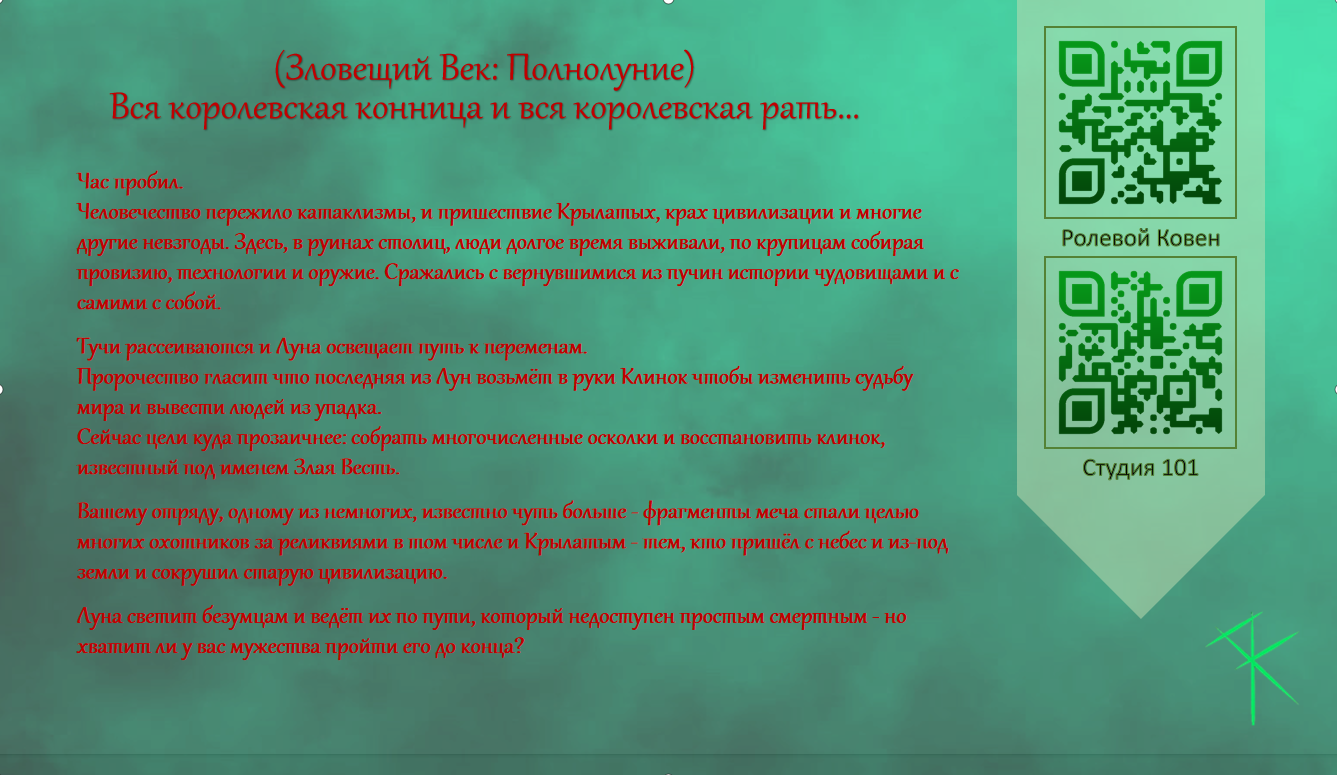 (Зловещий Век: Полнолуние)
Вся королевская конница и вся королевская рать...
Час пробил.
Человечество пережило катаклизмы, и пришествие Крылатых, крах цивилизации и многие
другие невзгоды. Здесь, в руинах столиц, люди долгое время выживали, по крупицам собирая
провизию, технологии и оружие. Сражались с вернувшимися из пучин истории чудовищами и с
самими с собой.
Тучи рассеиваются и Луна освещает путь к переменам.
Пророчество гласит что последняя из Лун возьмёт в руки Клинок чтобы изменить судьбу
мира и вывести людей из упадка.
Сейчас цели куда прозаичнее: собрать многочисленные осколки и восстановить клинок,
известный под именем Злая Весть.
Вашему отряду, одному из немногих, известно чуть больше - фрагменты меча стали целью
многих охотников за реликвиями в том числе и Крылатым - тем, кто пришёл с небес и из-под
земли и сокрушил старую цивилизацию.
Луна светит безумцам и ведёт их по пути, который недоступен простым смертным - но
хватит ли у вас мужества пройти его до конца?
Ролевой Ковен
Студия 101